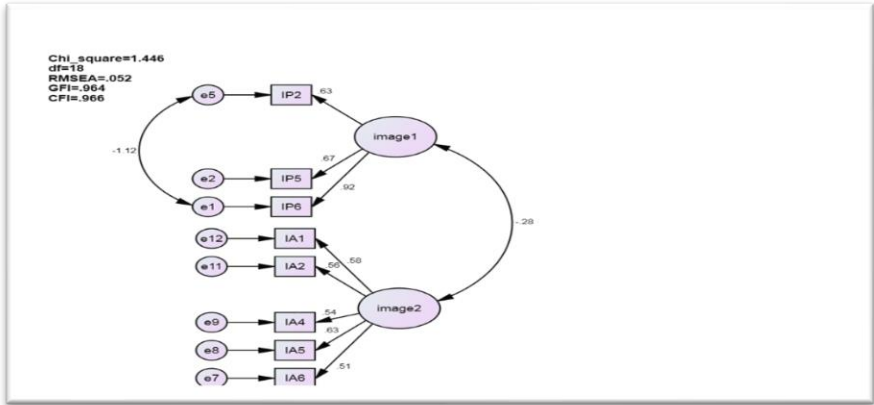 Chi_square=1.446
df=18
RMSEA=.052
GFI=.964
CFI=.966
e5 IP2 .63
image1
-1.12
.67
e2 IP5
.92
e1 IP6
-.28
e12 IA1
.58
e11 IA2 .56
image2
.54
e9 IA4
.63
e8 IA5
.51
e7 IA6